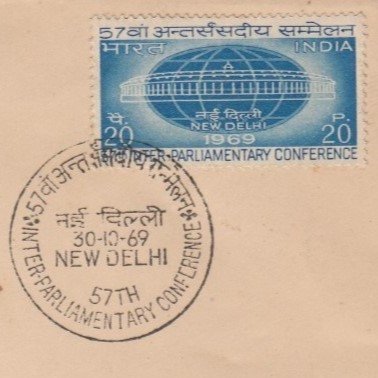 57वां अन्तर्संसदीय सम्मेलन
भारत INDIA
नई दिल्ली
NEW DELHI
पै. P.
20 1969 20
57th INTER-PARLIAMENTARY CONFERENCE
57वां अन्तर्संसदीय सम्मेलन
नई दिल्ली
30-10-69
NEW DELHI
57TH
INTER-PARLIAMENTARY CONFERENCE